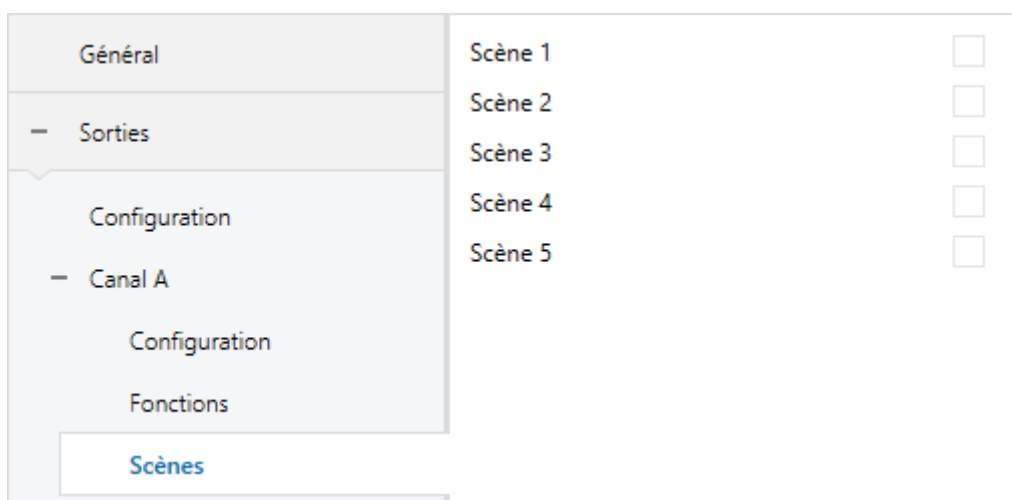 Général
Sorties
Configuration
Canal A
Configuration
Fonctions
Scènes
Scène 1
Scène 2
Scène 3
Scène 4
Scène 5